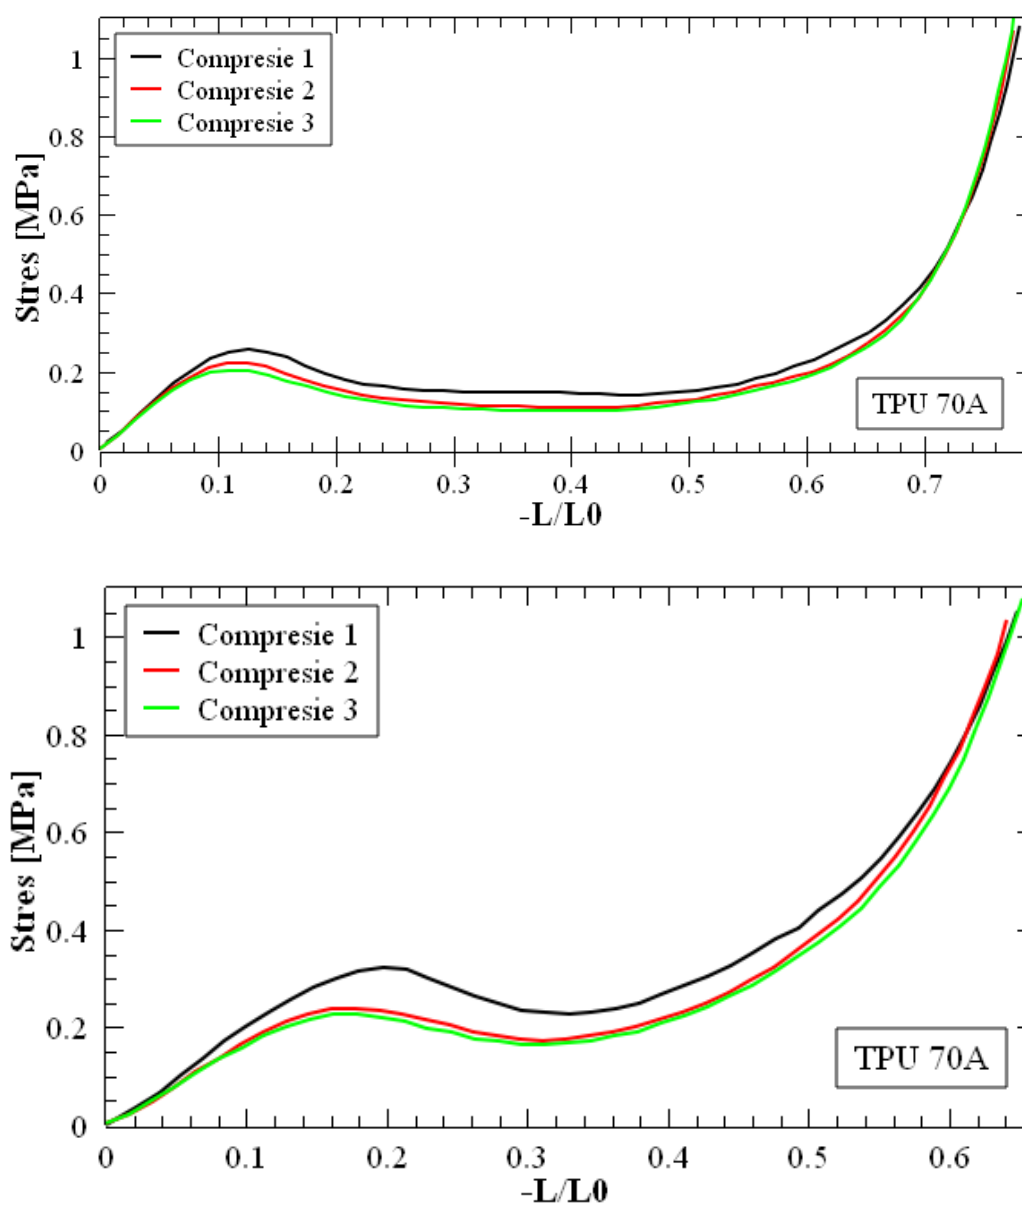 Compresie 1
Compresie 2
Compresie 3
Stres [MPa]
1
0.8
0.6
0.4
0.2
0
TPU 70A
0 0.1 0.2 0.3 0.4 0.5 0.6 0.7
-L/L0
Compresie 1
Compresie 2
Compresie 3
Stres [MPa]
1
0.8
0.6
0.4
0.2
0
TPU 70A
0 0.1 0.2 0.3 0.4 0.5 0.6
-L/L0